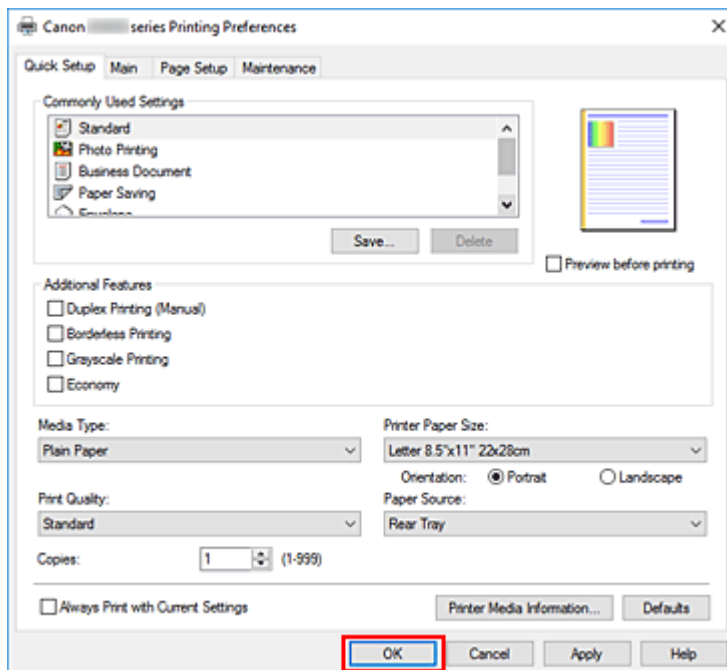 Canon series Printing Preferences
Quick Setup Main Page Setup Maintenance
Commonly Used Settings
Standard
Photo Printing
Business Document
Paper Saving
Envelope
Save... Delete
Preview before printing
Additional Features
Duplex Printing (Manual)
Borderless Printing
Grayscale Printing
Economy
Media Type: Printer Paper Size:
Plain Paper Letter 8.5"x11" 22x28cm
Orientation: Portrait Landscape
Print Quality: Paper Source:
Standard Rear Tray
Copies: 1 (1-999)
Always Print with Current Settings Printer Media Information... Defaults
OK Cancel Apply Help